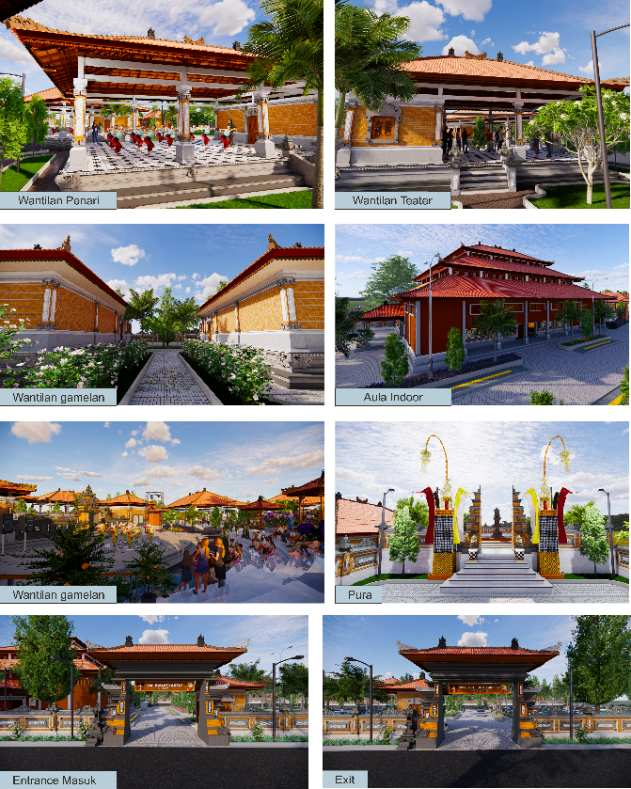 Wantilan Penari
Wantilan Teater
Wantilan gamelan
Aula Indoor
Wantilan gamelan
Pura
Entrance Masuk
Exit